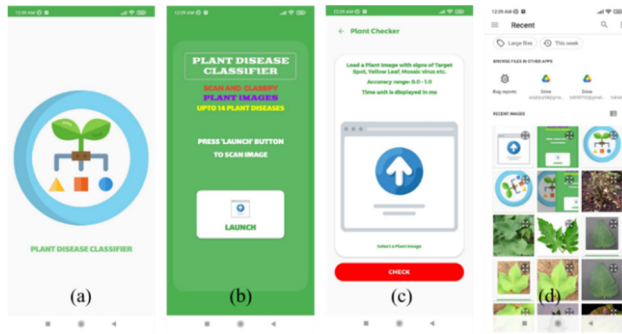 12:09 AM
PLANT DISEASE CLASSIFIER
(a)
12:09 AM
PLANT DISEASE
CLASSIFIER
SCAN AND CLASSIFY
PLANT IMAGES
UPTO 14 PLANT DISEASES
PRESS 'LAUNCH' BUTTON
TO SCAN IMAGE
LAUNCH
(b)
12:09 AM
Plant Checker
Load a Plant Image with signs of Target
Spot, Yellow Leaf, Mosaic virus etc.
Accuracy range: 0.0 - 1.0
Time unit is displayed in ms
Select a Plant Image
CHECK
(c)
12:09 AM
Recent
Large files
This week
BROWSE FILES IN OTHER APPS
Bug reports
Drive
Drive
RECENT IMAGES
(d)